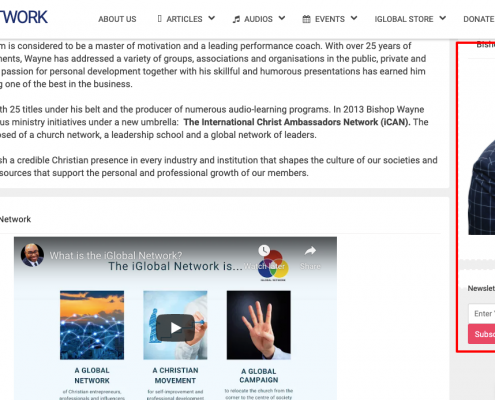 TWORK
ABOUT US
ARTICLES
AUDIOS
EVENTS
IGLOBAL STORE
DONATE
m is considered to be a master of motivation and a leading performance coach. With over 25 years of
ments, Wayne has addressed a variety of groups, associations and organisations in the public, private and
passion for personal development together with his skillful and humorous presentations has earned him
g one of the best in the business.
th 25 titles under his belt and the producer of numerous audio-learning programs. In 2013 Bishop Wayne
us ministry initiatives under a new umbrella: The International Christ Ambassadors Network (iCAN). The
osed of a church network, a leadership school and a global network of leaders.
sh a credible Christian presence in every industry and institution that shapes the culture of our societies and
sources that support the personal and professional growth of our members.
Network
What is the iGlobal Network?
Watch later
Share
The iGlobal Network is...
A GLOBAL
NETWORK
of Christian entrepreneurs,
professionals and influencers
A CHRISTIAN
MOVEMENT
for self-improvement and
professional development
A GLOBAL
CAMPAIGN
to relocate the church from the
corner to the centre of society
Bisho
Newslet
Enter
Subsc